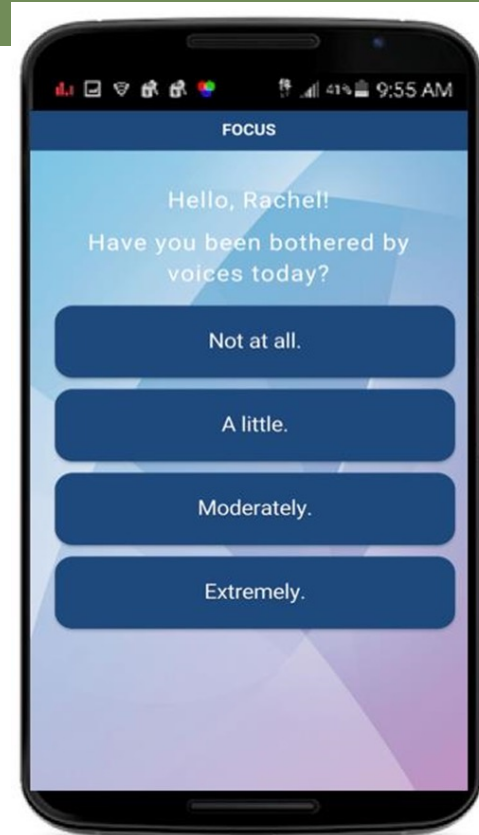 41% 9:55 AM
FOCUS
Hello, Rachel!
Have you been bothered by
voices today?
Not at all.
A little.
Moderately.
Extremely.